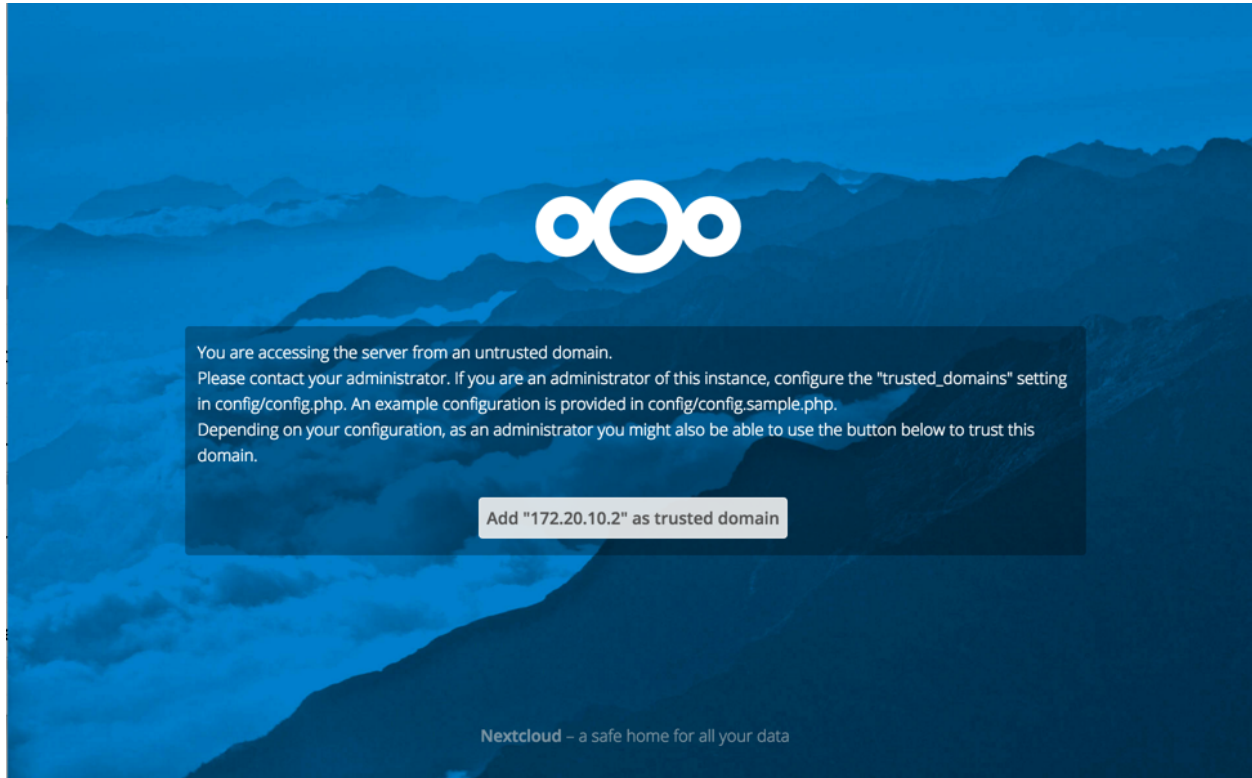 You are accessing the server from an untrusted domain.
Please contact your administrator. If you are an administrator of this instance, configure the "trusted_domains" setting
in config/config.php. An example configuration is provided in config/config.sample.php.
Depending on your configuration, as an administrator you might also be able to use the button below to trust this
domain.
Add "172.20.10.2" as trusted domain
Nextcloud – a safe home for all your data